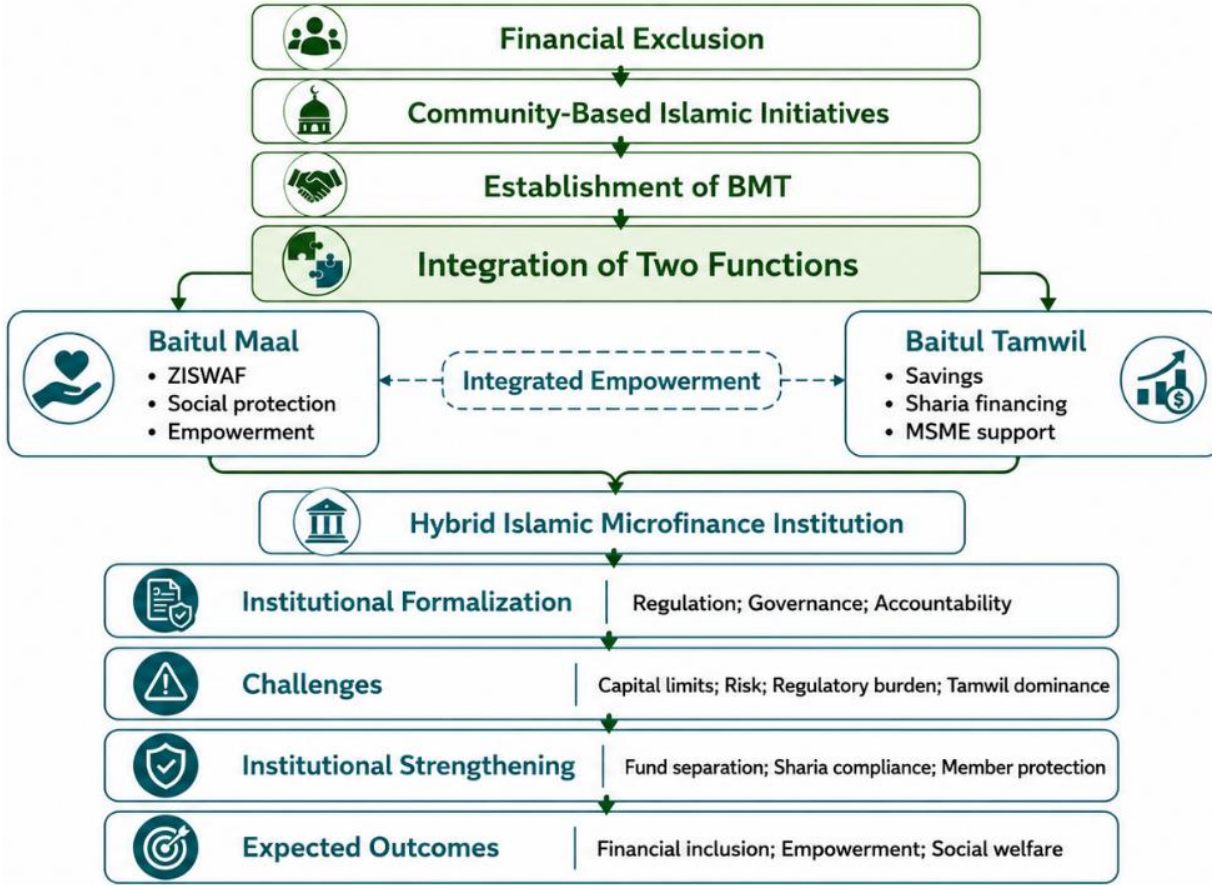 Financial Exclusion
Community-Based Islamic Initiatives
Establishment of BMT
Integration of Two Functions
Baitul Maal
• ZISWAF
• Social protection
• Empowerment
Integrated Empowerment
Baitul Tamwil
• Savings
• Sharia financing
• MSME support
$
Hybrid Islamic Microfinance Institution
Institutional Formalization
Regulation; Governance; Accountability
Challenges
Capital limits; Risk; Regulatory burden; Tamwil dominance
Institutional Strengthening
Fund separation; Sharia compliance; Member protection
Expected Outcomes
Financial inclusion; Empowerment; Social welfare